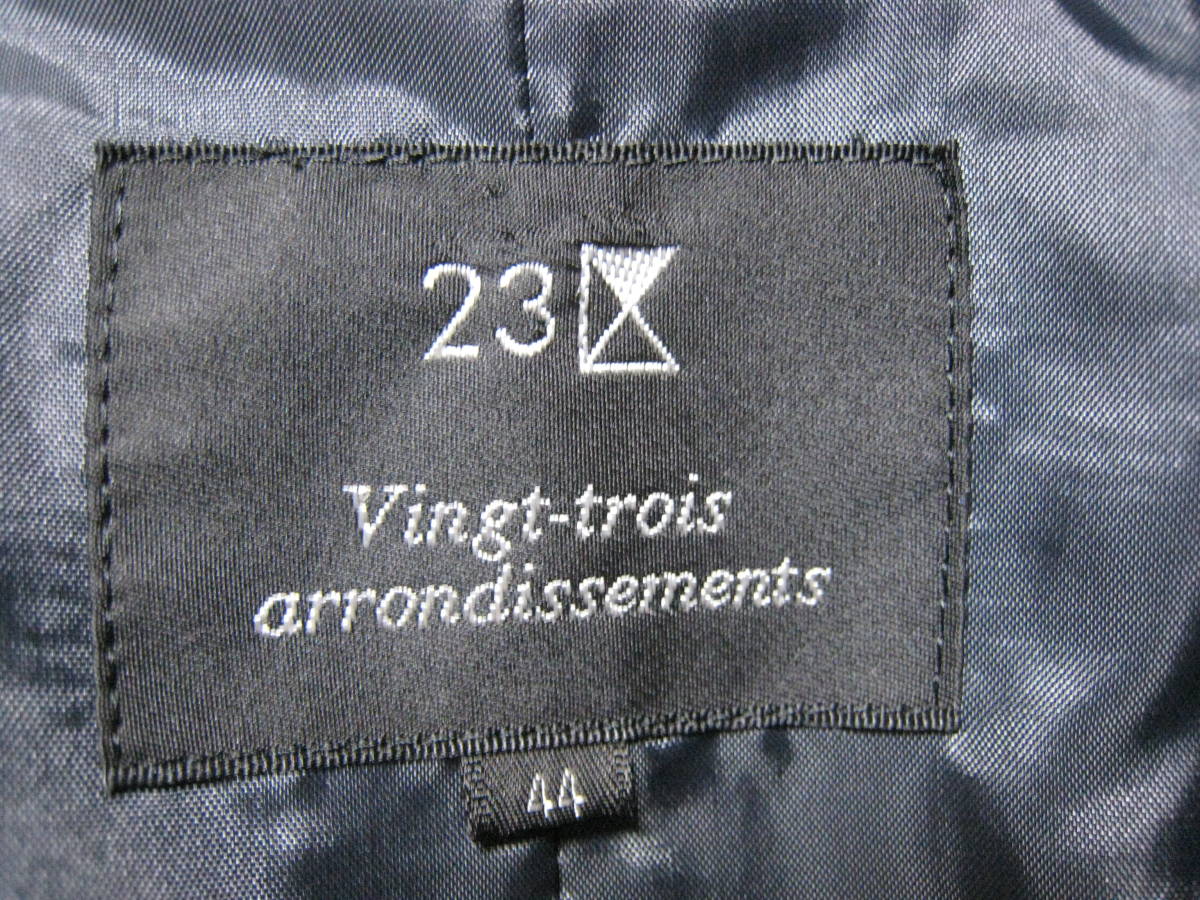 23
Vingt-trois
arrondissements
44